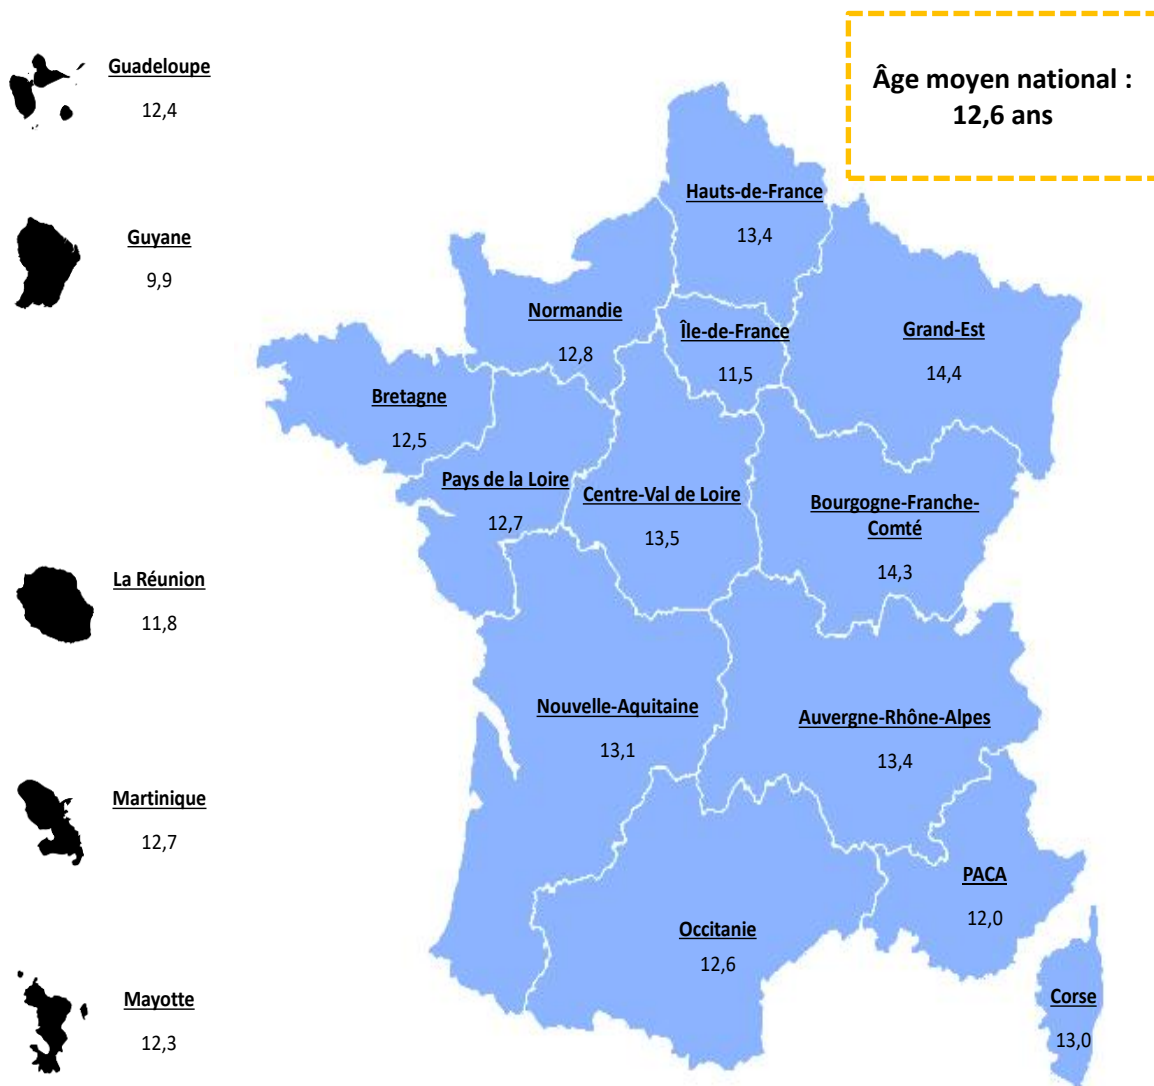 Âge moyen national :
12,6 ans
Guadeloupe
12,4
Guyane
9,9
La Réunion
11,8
Martinique
12,7
Mayotte
12,3
Hauts-de-France
13,4
Normandie
12,8
Île-de-France
11,5
Grand-Est
14,4
Bretagne
12,5
Pays de la Loire
12,7
Centre-Val de Loire
13,5
Bourgogne-Franche-
Comté
14,3
Nouvelle-Aquitaine
13,1
Auvergne-Rhône-Alpes
13,4
PACA
12,0
Occitanie
12,6
Corse
13,0